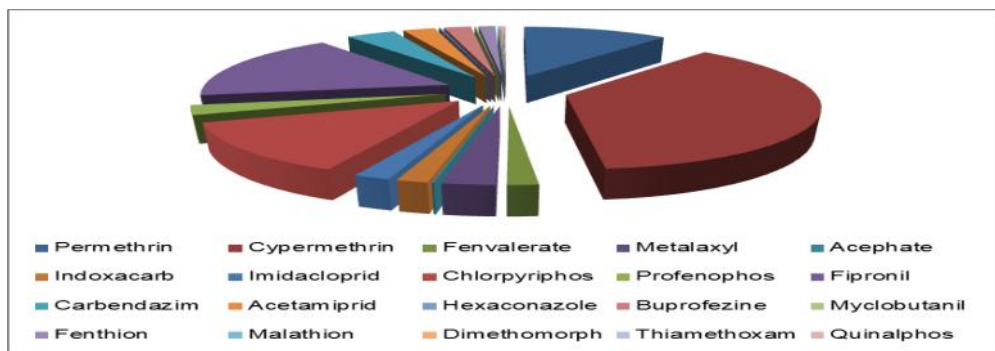 Permethrin Cypermethrin Fenvalerate Metalaxyl Acephate
Indoxacarb Imidacloprid Chlorpyriphos Profenophos Fipronil
Carbendazim Acetamiprid Hexaconazole Buprofezine Myclobutanil
Fenthion Malathion Dimethomorph Thiamethoxam Quinalphos